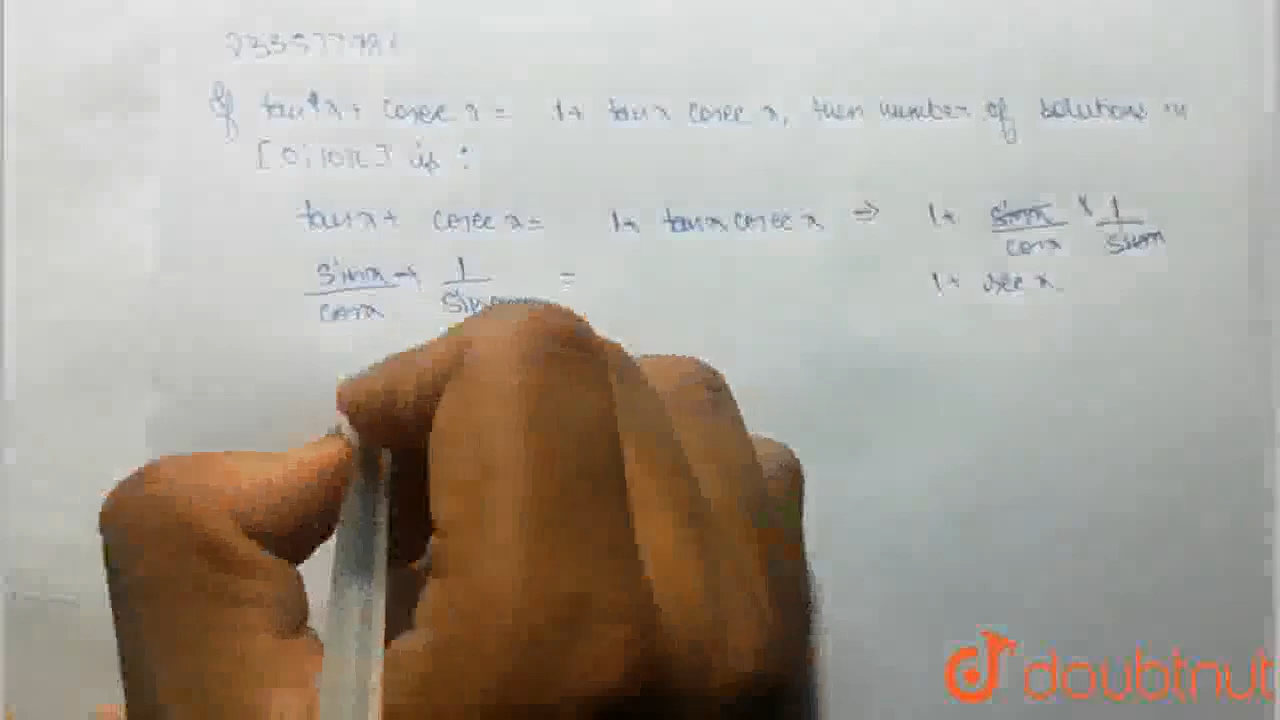 If tan x + cosec x = 1+ tan x cosec x, then number of solutions in
[0, 10π] is :
tan x + cosec x = 1+ tan x cosec x ⇒ 1+ sin x / cos x × 1 / sin x
sin x / cos x + 1 / = 1+ sec x
doubtnut